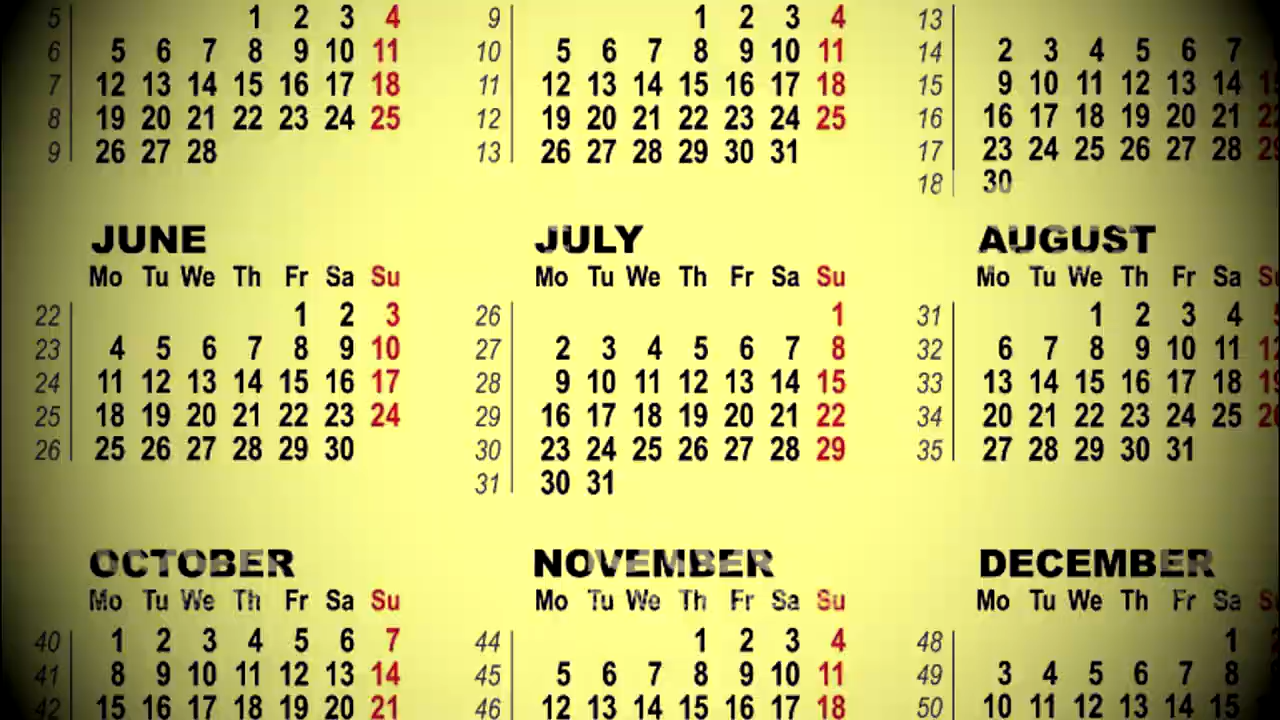 5 1 2 3 4 9 1 2 3 4 13
6 5 6 7 8 9 10 11 10 5 6 7 8 9 10 11 14 2 3 4 5 6 7
7 12 13 14 15 16 17 18 11 12 13 14 15 16 17 18 15 9 10 11 12 13 14
8 19 20 21 22 23 24 25 12 19 20 21 22 23 24 25 16 16 17 18 19 20 21
9 26 27 28 13 26 27 28 29 30 31 17 23 24 25 26 27 28 29
18 30
JUNE JULY AUGUST
Mo Tu We Th Fr Sa Su Mo Tu We Th Fr Sa Su Mo Tu We Th Fr Sa
22 1 2 3 26 1 31 1 2 3 4
23 4 5 6 7 8 9 10 27 2 3 4 5 6 7 8 32 6 7 8 9 10 11 12
24 11 12 13 14 15 16 17 28 9 10 11 12 13 14 15 33 13 14 15 16 17 18 19
25 18 19 20 21 22 23 24 29 16 17 18 19 20 21 22 34 20 21 22 23 24 25
26 25 26 27 28 29 30 30 23 24 25 26 27 28 29 35 27 28 29 30 31
31 30 31
OCTOBER NOVEMBER DECEMBER
Mo Tu We Th Fr Sa Su Mo Tu We Th Fr Sa Su Mo Tu We Th Fr Sa
40 1 2 3 4 5 6 7 44 1 2 3 4 48 1
41 8 9 10 11 12 13 14 45 5 6 7 8 9 10 11 49 3 4 5 6 7 8
42 15 16 17 18 19 20 21 46 12 13 14 15 16 17 18 50 10 11 12 13 14 15